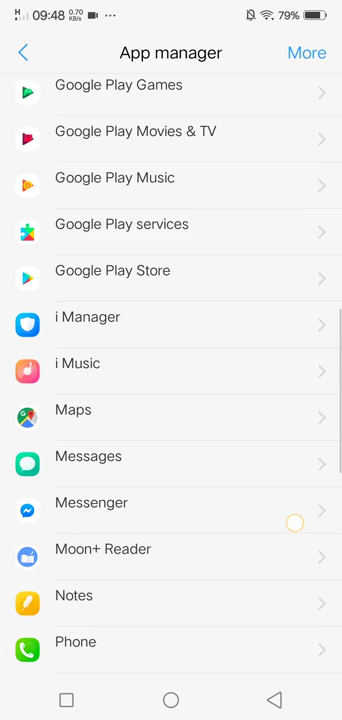 H 09:48 0.70 KB/s ... 79%
App manager More
Google Play Games
Google Play Movies & TV
Google Play Music
Google Play services
Google Play Store
i Manager
i Music
Maps
Messages
Messenger
Moon+ Reader
Notes
Phone